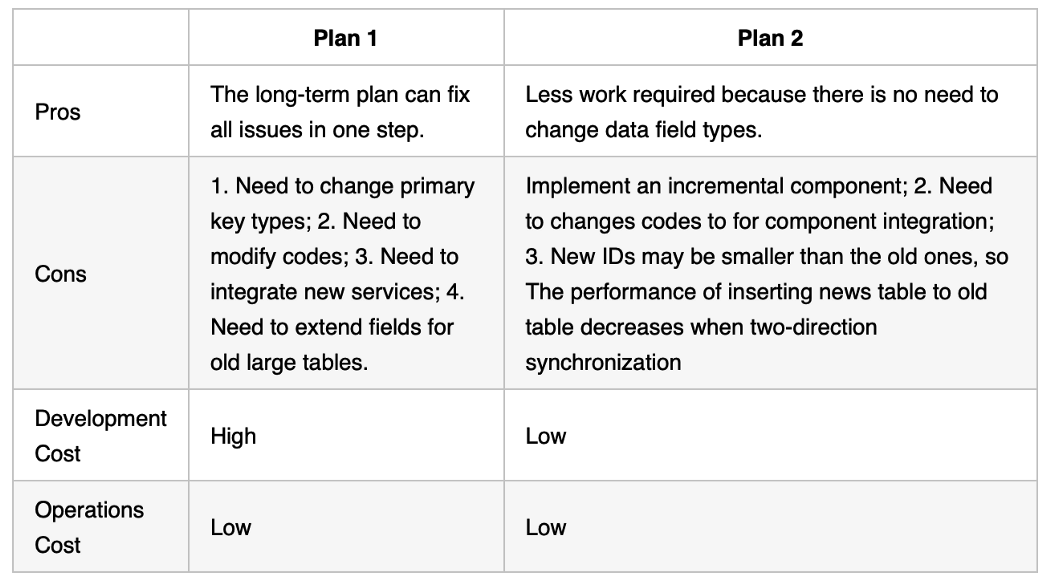 Plan 1
Plan 2
Pros
The long-term plan can fix
all issues in one step.
Less work required because there is no need to
change data field types.
Cons
1. Need to change primary
key types; 2. Need to
modify codes; 3. Need to
integrate new services; 4.
Need to extend fields for
old large tables.
Implement an incremental component; 2. Need
to changes codes to for component integration;
3. New IDs may be smaller than the old ones, so
The performance of inserting news table to old
table decreases when two-direction
synchronization
Development
Cost
High
Low
Operations
Cost
Low
Low